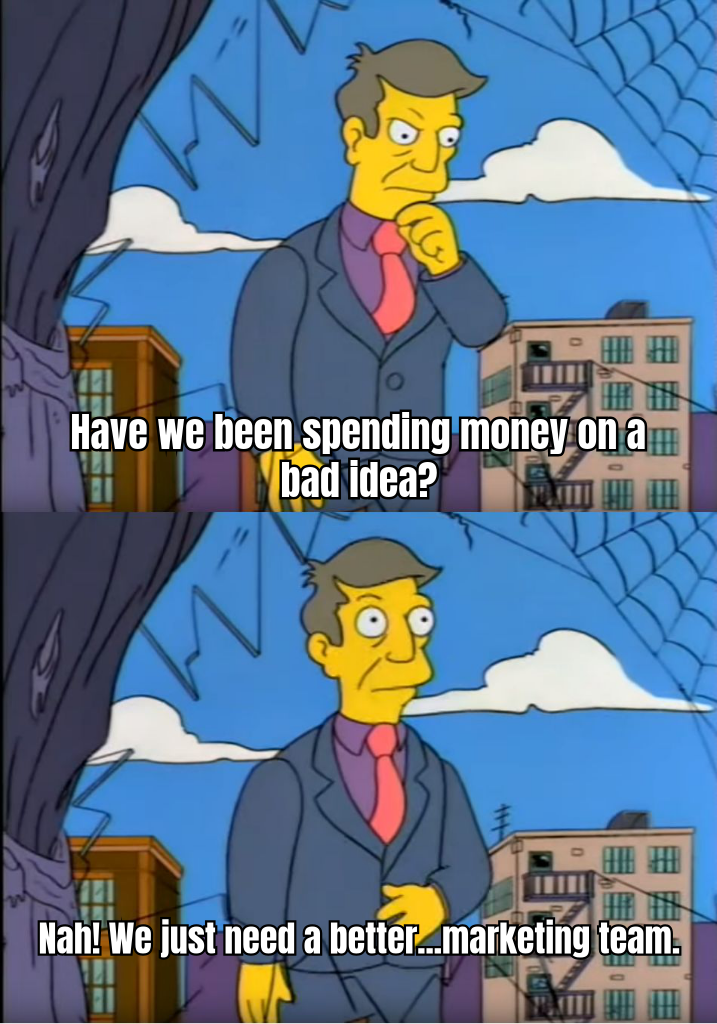 Have we been spending money on a
bad idea?
Nah! We just need a better...marketing team.